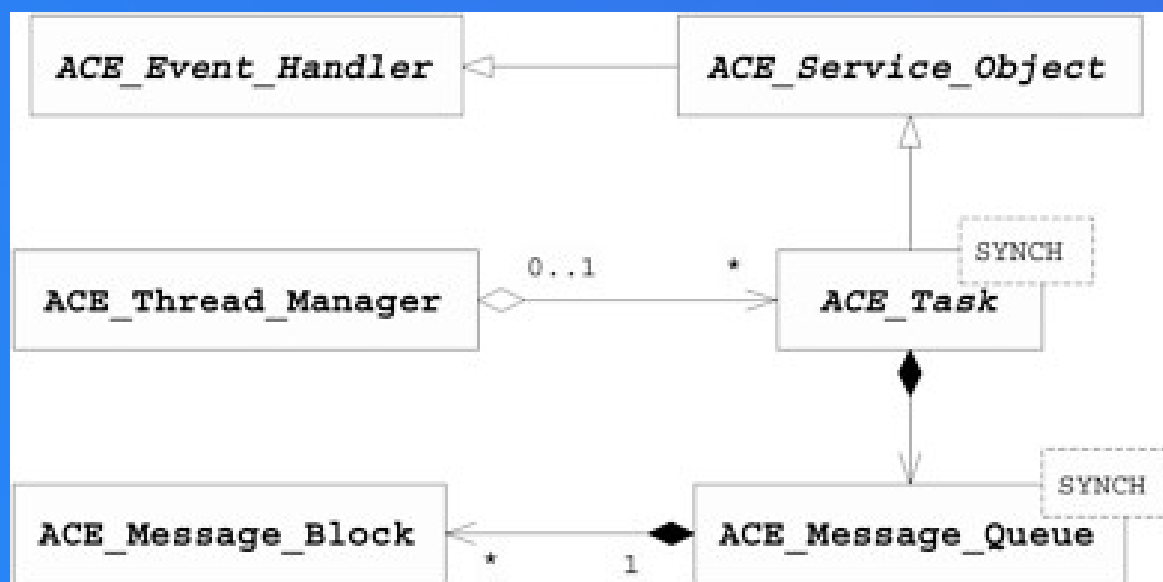 ACE_Event_Handler
ACE_Service_Object
SYNCH
0..1
*
ACE_Thread_Manager
ACE_Task
SYNCH
ACE_Message_Block
ACE_Message_Queue
*
1